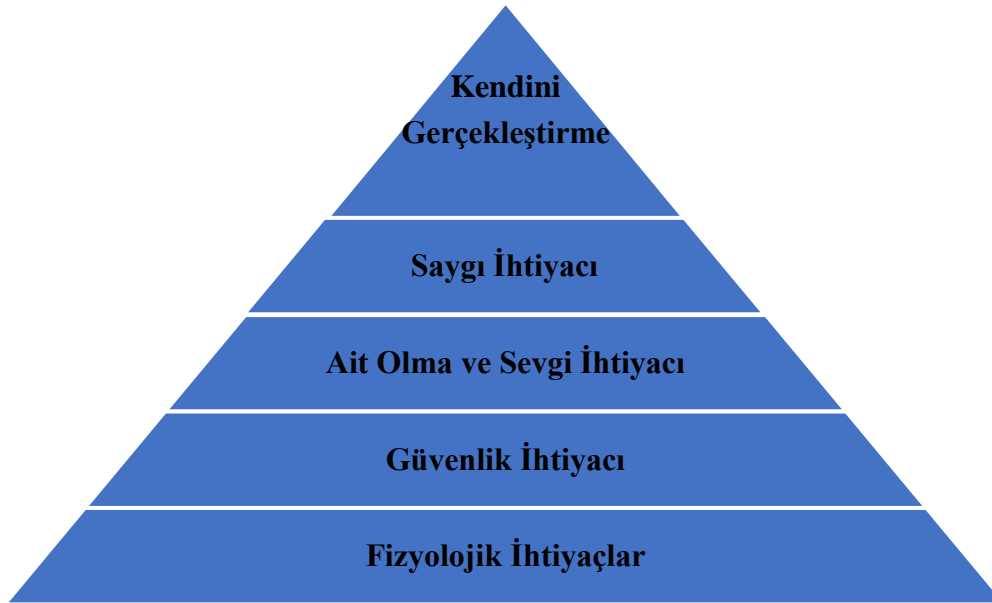 Kendini
Gerçekleştirme
Saygı İhtiyacı
Ait Olma ve Sevgi İhtiyacı
Güvenlik İhtiyacı
Fizyolojik İhtiyaçlar